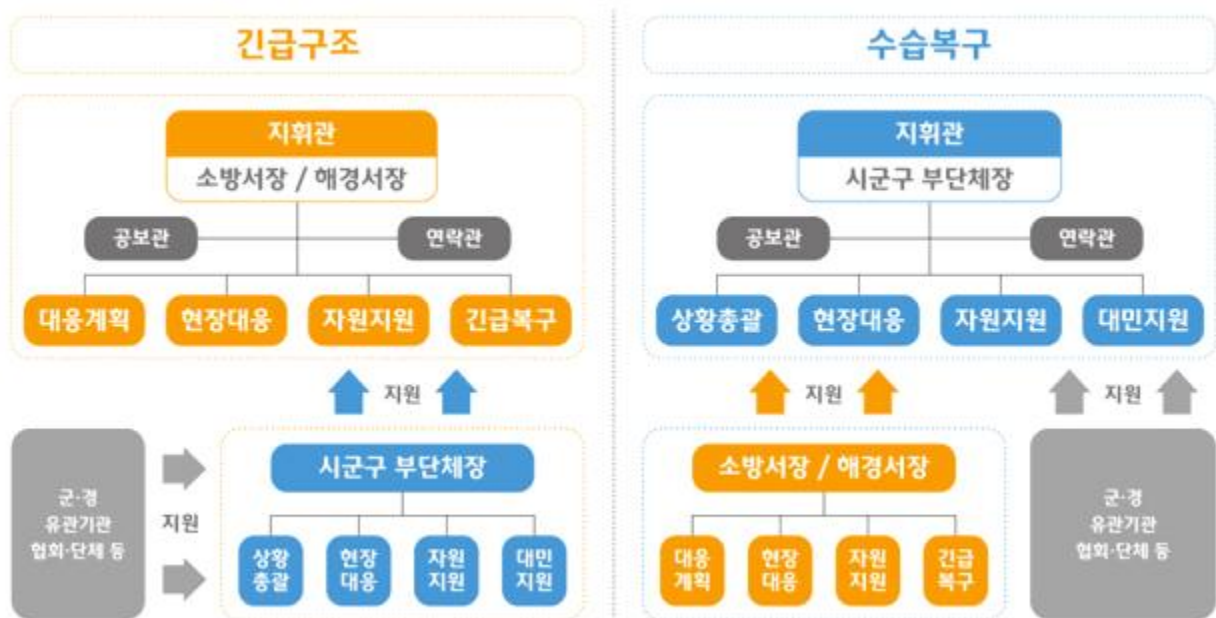 긴급구조
지휘관
소방서장 / 해경서장
공보관
연락관
대응계획
현장대응
자원지원
긴급복구
지원
군·경
유관기관
협회·단체 등
지원
시군구 부단체장
상황
총괄
현장
대응
자원
지원
대민
지원
수습복구
지휘관
시군구 부단체장
공보관
연락관
상황총괄
현장대응
자원지원
대민지원
지원
지원
소방서장 / 해경서장
대응
계획
현장
대응
자원
지원
긴급
복구
군·경
유관기관
협회·단체 등